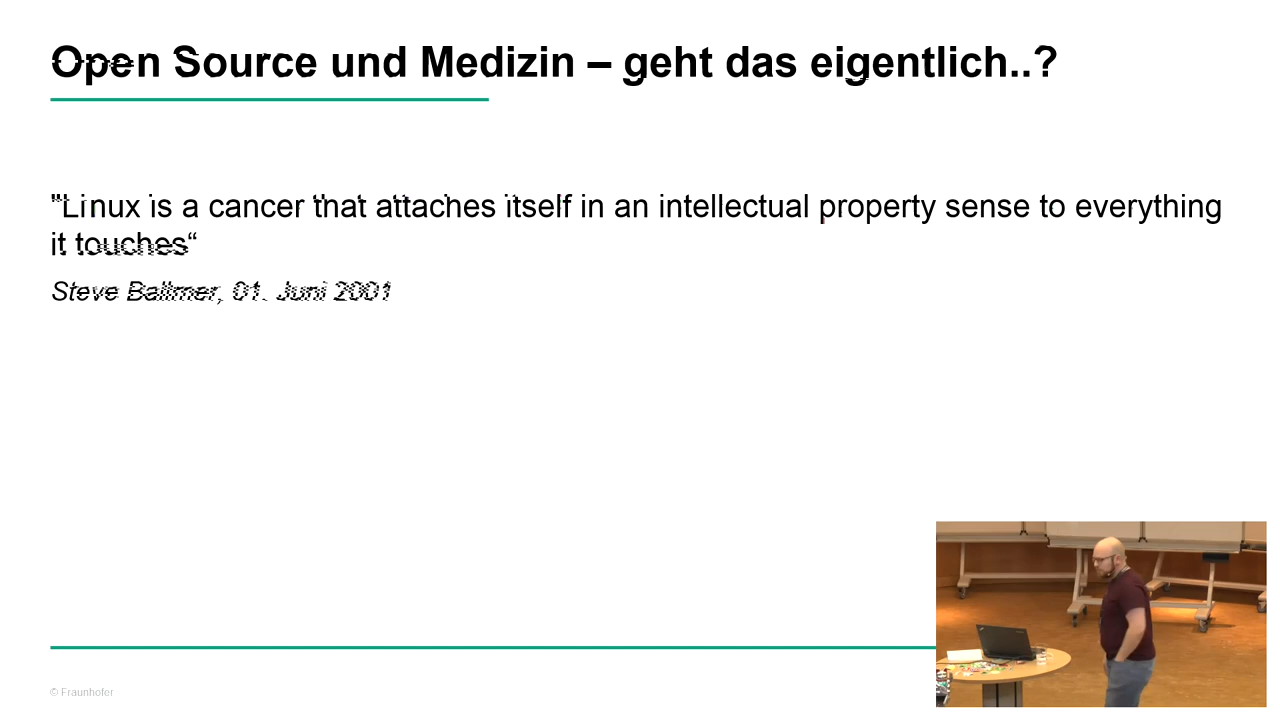 Open Source und Medizin – geht das eigentlich..?
"Linux is a cancer that attaches itself in an intellectual property sense to everything
it touches“
Steve Ballmer, 01. Juni 2001
© Fraunhofer